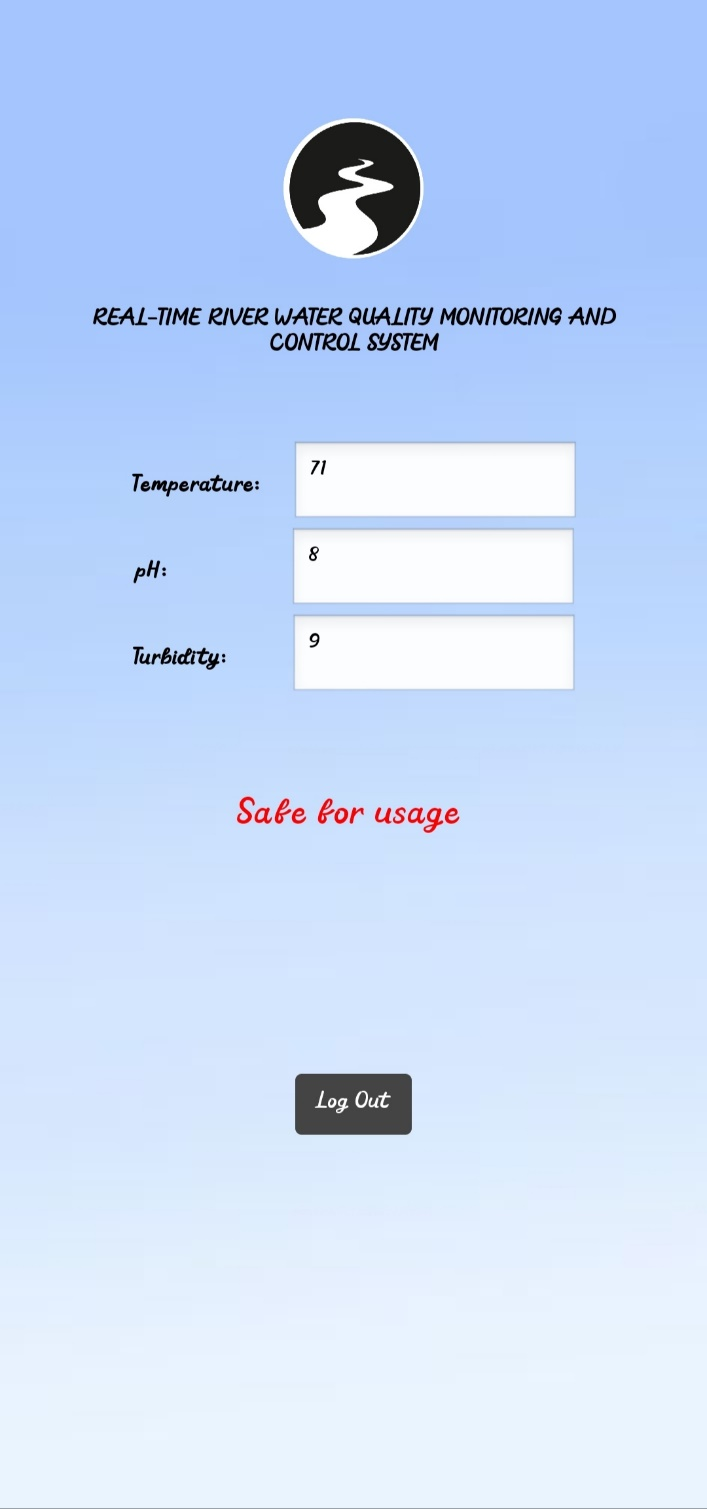 REAL-TIME RIVER WATER QUALITY MONITORING AND
CONTROL SYSTEM
Temperature: 71
pH: 8
Turbidity: 9
Safe for usage
Log Out